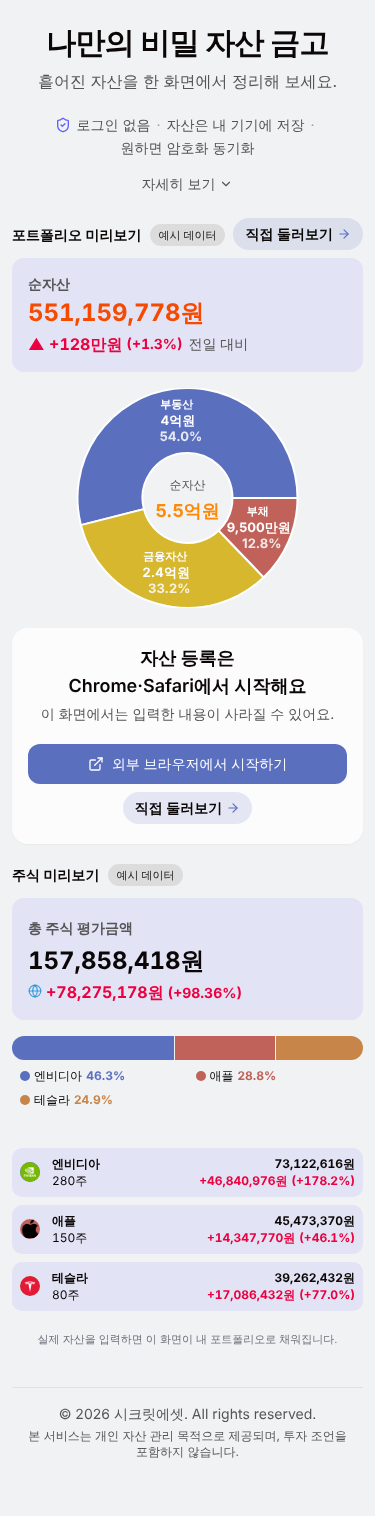 나만의 비밀 자산 금고
흩어진 자산을 한 화면에서 정리해 보세요.
로그인 없음 · 자산은 내 기기에 저장 ·
원하면 암호화 동기화
자세히 보기
포트폴리오 미리보기 예시 데이터 직접 둘러보기
순자산
551,159,778원
▲ +128만원 (+1.3%) 전일 대비
부동산
4억원
54.0%
순자산
5.5억원
부채
9,500만원
12.8%
금융자산
2.4억원
33.2%
자산 등록은
Chrome·Safari에서 시작해요
이 화면에서는 입력한 내용이 사라질 수 있어요.
외부 브라우저에서 시작하기
직접 둘러보기
주식 미리보기 예시 데이터
총 주식 평가금액
157,858,418원
+78,275,178원 (+98.36%)
엔비디아 46.3% 애플 28.8%
테슬라 24.9%
엔비디아 73,122,616원
280주 +46,840,976원 (+178.2%)
애플 45,473,370원
150주 +14,347,770원 (+46.1%)
테슬라 39,262,432원
80주 +17,086,432원 (+77.0%)
실제 자산을 입력하면 이 화면이 내 포트폴리오로 채워집니다.
© 2026 시크릿에셋. All rights reserved.
본 서비스는 개인 자산 관리 목적으로 제공되며, 투자 조언을
포함하지 않습니다.